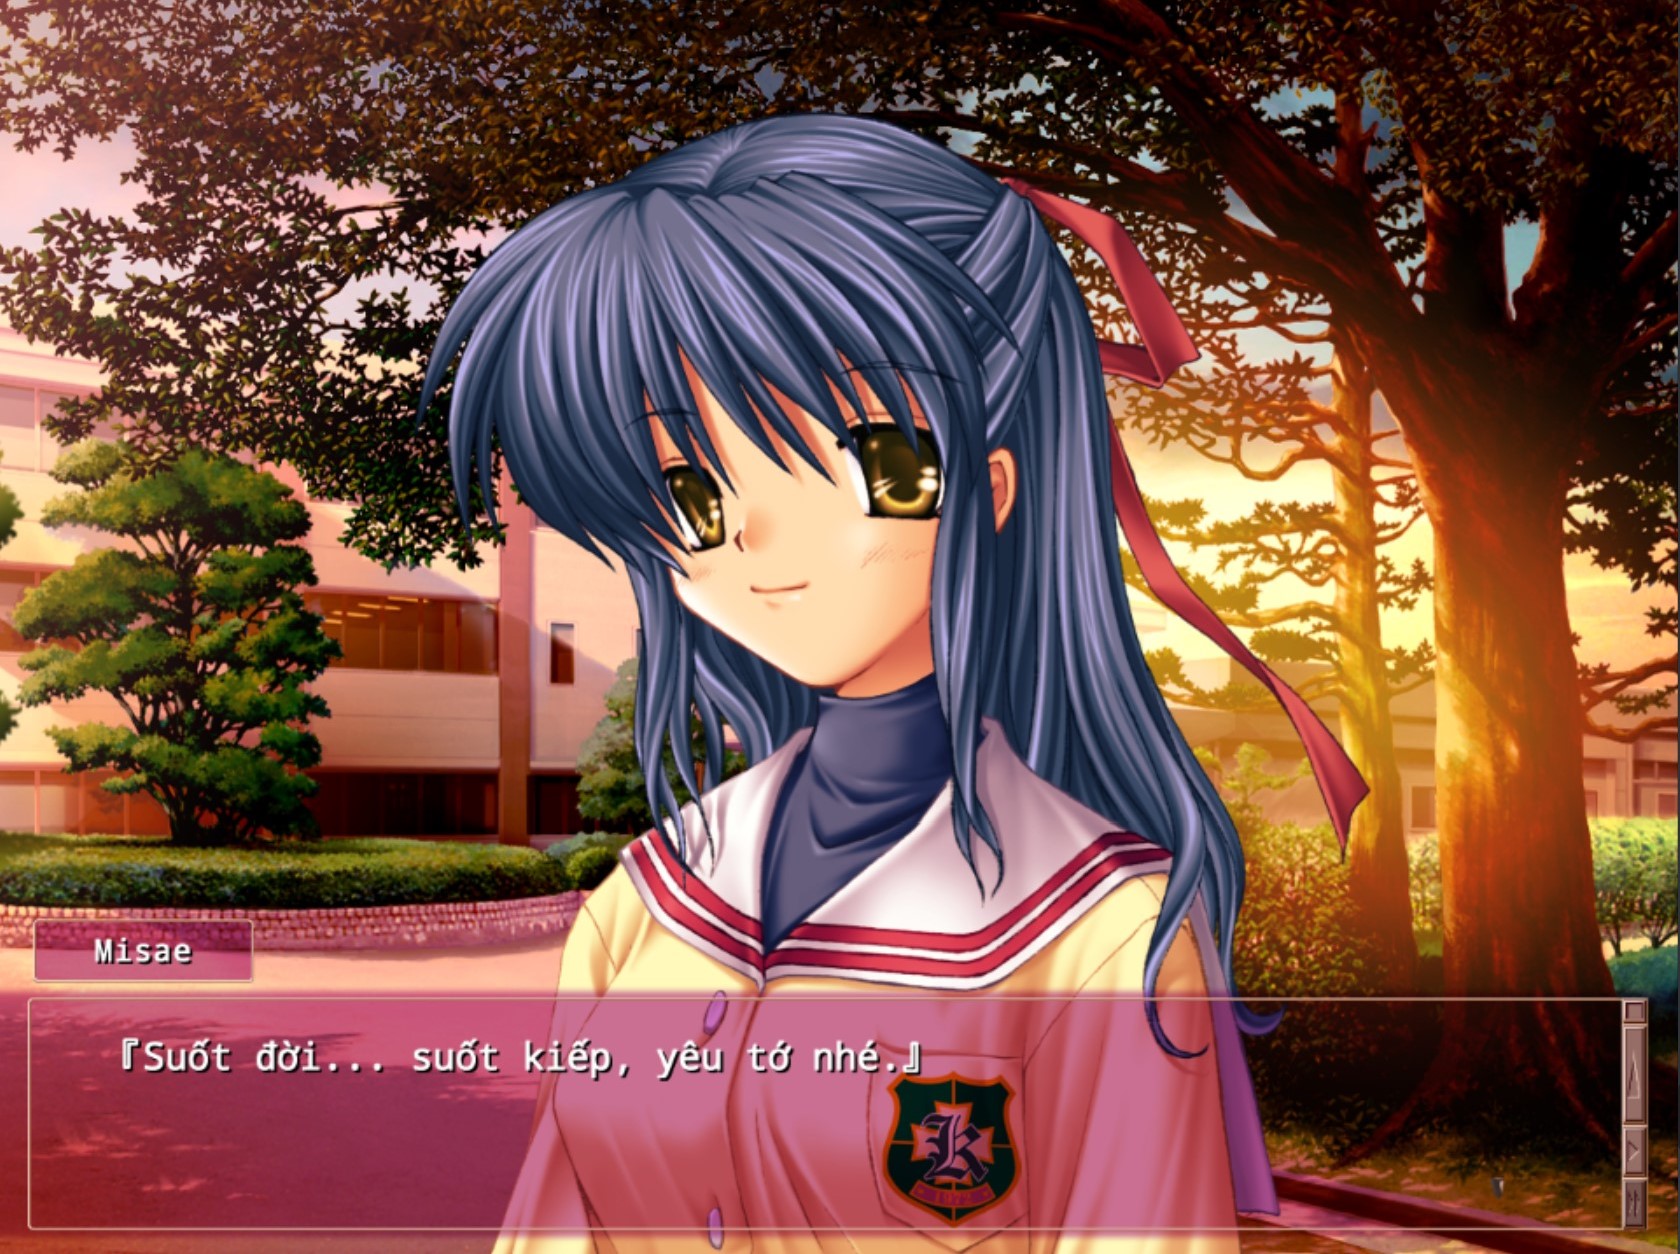 Misae
『Suốt đời... suốt kiếp, yêu tớ nhé.』
K